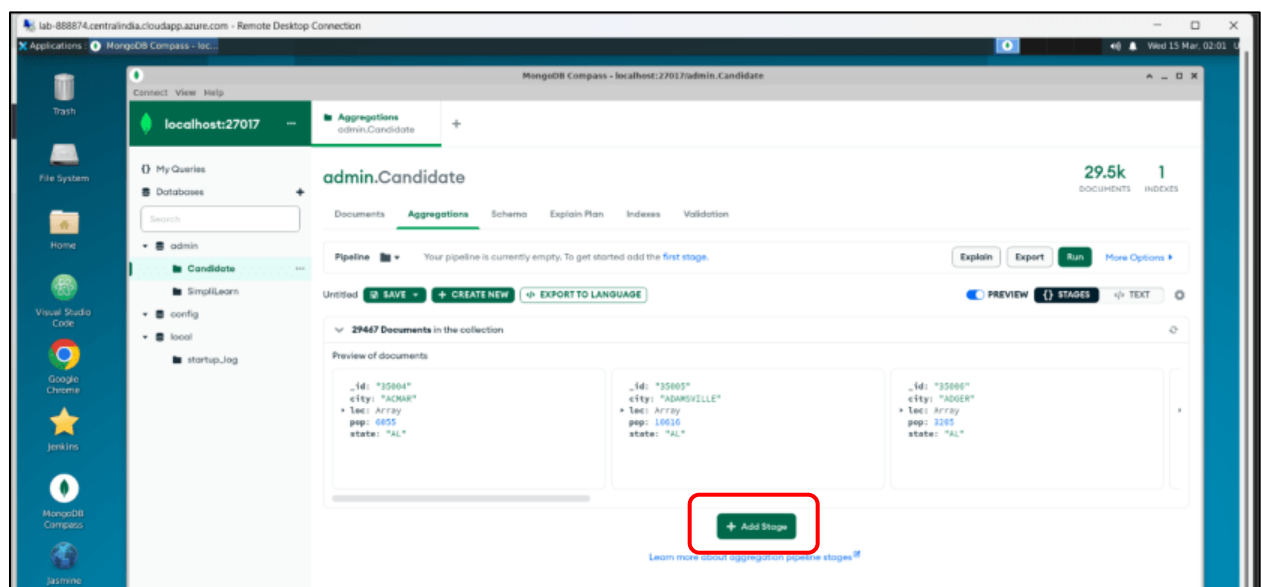 lab-888874.centralindia.cloudapp.azure.com - Remote Desktop Connection
Applications : MongoDB Compass - loc...
Wed 15 Mar, 02:01 U
MongoDB Compass - localhost:27017/admin.Candidate
Connect View Help
Trash
File System
Home
Visual Studio
Code
Google
Chrome
Jenkins
MongoDB
Compass
Jasmine
localhost:27017 ...
{} My Queries
Databases +
Search
admin
Candidate ...
SimpliLearn
config
local
startup_log
Aggregations
admin.Candidate
+
admin.Candidate
29.5k 1
DOCUMENTS INDEXES
Documents Aggregations Schema Explain Plan Indexes Validation
Pipeline Your pipeline is currently empty. To get started add the first stage. Explain Export Run More Options
Untitled SAVE + CREATE NEW </> EXPORT TO LANGUAGE PREVIEW {} STAGES </> TEXT
29467 Documents in the collection
Preview of documents
_id: "35004"
city: "ACMAR"
loc: Array
pop: 6055
state: "AL"
_id: "35005"
city: "ADAMSVILLE"
loc: Array
pop: 10616
state: "AL"
_id: "35006"
city: "ADGER"
loc: Array
pop: 3205
state: "AL"
+ Add Stage
Learn more about aggregation pipeline stages